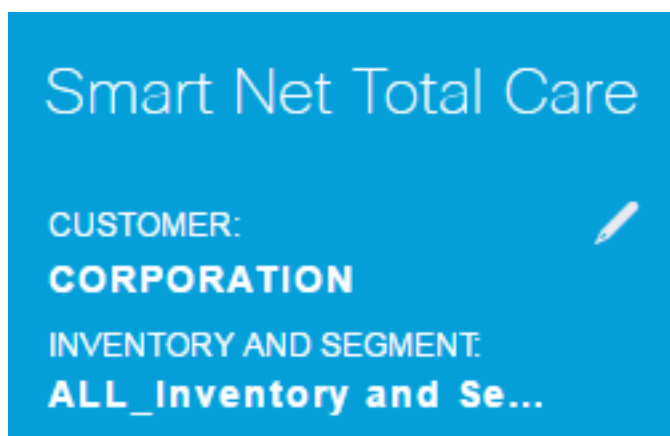 Smart Net Total Care
CUSTOMER:
CORPORATION
INVENTORY AND SEGMENT:
ALL_Inventory and Se...